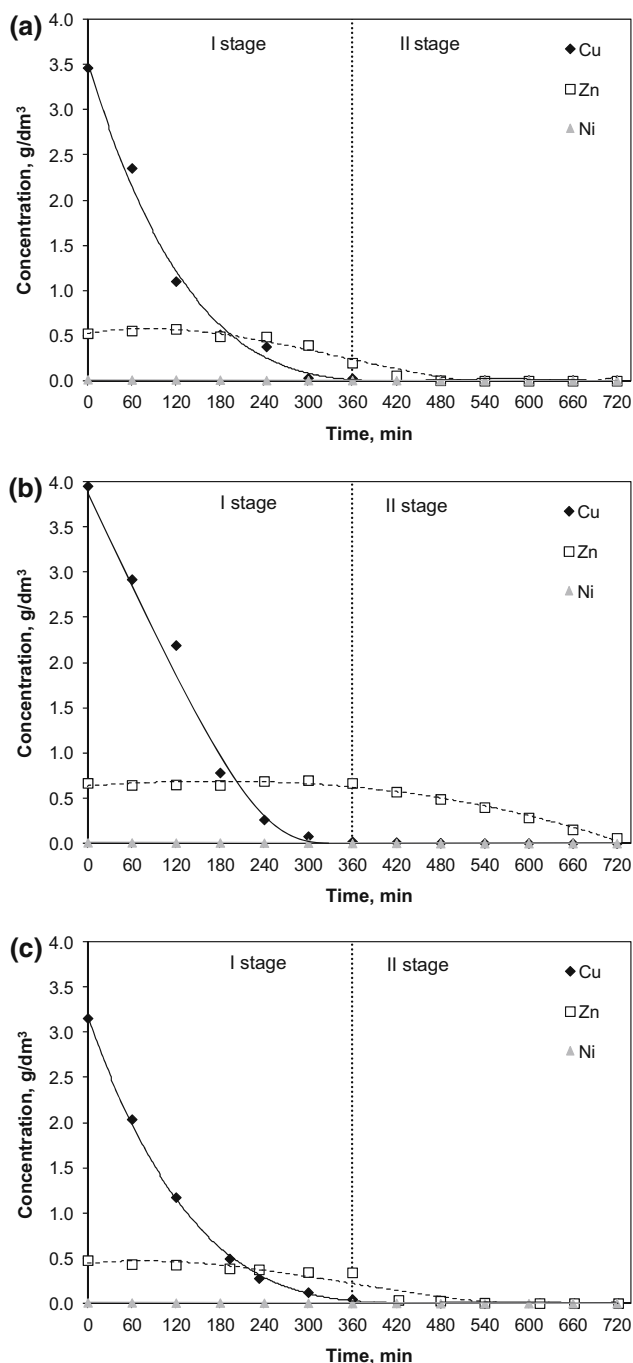 (a)
I stage II stage
Cu
Zn
Ni
Concentration, g/dm³
4.0
3.5
3.0
2.5
2.0
1.5
1.0
0.5
0.0
0 60 120 180 240 300 360 420 480 540 600 660 720
Time, min
(b)
I stage II stage
Cu
Zn
Ni
Concentration, g/dm³
4.0
3.5
3.0
2.5
2.0
1.5
1.0
0.5
0.0
0 60 120 180 240 300 360 420 480 540 600 660 720
Time, min
(c)
I stage II stage
Cu
Zn
Ni
Concentration, g/dm³
4.0
3.5
3.0
2.5
2.0
1.5
1.0
0.5
0.0
0 60 120 180 240 300 360 420 480 540 600 660 720
Time, min